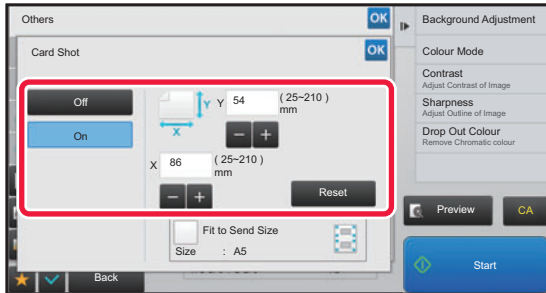 Others
OK
Card Shot
OK
Off
On
Y
Y 54 ( 25~210 )
mm
X
X 86 ( 25~210 )
mm
Reset
Fit to Send Size
Size : A5
Back
Background Adjustment
Colour Mode
Contrast
Adjust Contrast of Image
Sharpness
Adjust Outline of Image
Drop Out Colour
Remove Chromatic colour
Preview
CA
Start